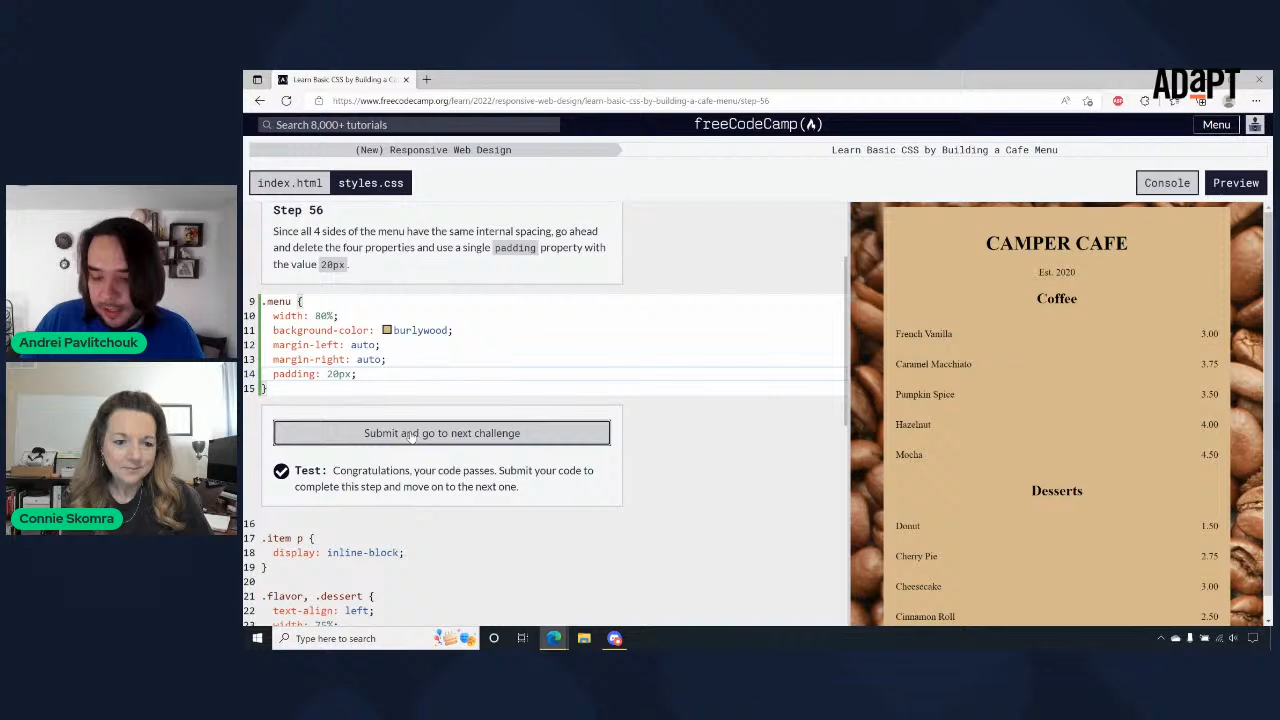 ADaPT
Learn Basic CSS by Building a Ca
https://www.freecodecamp.org/learn/2022/responsive-web-design/learn-basic-css-by-building-a-cafe-menu/step-56
Search 8,000+ tutorials
freeCodeCamp
Menu
(New) Responsive Web Design
Learn Basic CSS by Building a Cafe Menu
index.html
styles.css
Console
Preview
Step 56
Since all 4 sides of the menu have the same internal spacing, go ahead
and delete the four properties and use a single padding property with
the value 20px.
9 .menu {
10 width: 80%;
11 background-color: burlywood;
12 margin-left: auto;
13 margin-right: auto;
14 padding: 20px;
15 }
Submit and go to next challenge
Test: Congratulations, your code passes. Submit your code to
complete this step and move on to the next one.
16
17 .item p {
18 display: inline-block;
19 }
20
21 .flavor, .dessert {
22 text-align: left;
23 width: 75%;
CAMPER CAFE
Est. 2020
Coffee
French Vanilla 3.00
Caramel Macchiato 3.75
Pumpkin Spice 3.50
Hazelnut 4.00
Mocha 4.50
Desserts
Donut 1.50
Cherry Pie 2.75
Cheesecake 3.00
Cinnamon Roll 2.50
Andrei Pavlitchouk
Connie Skomra
Type here to search